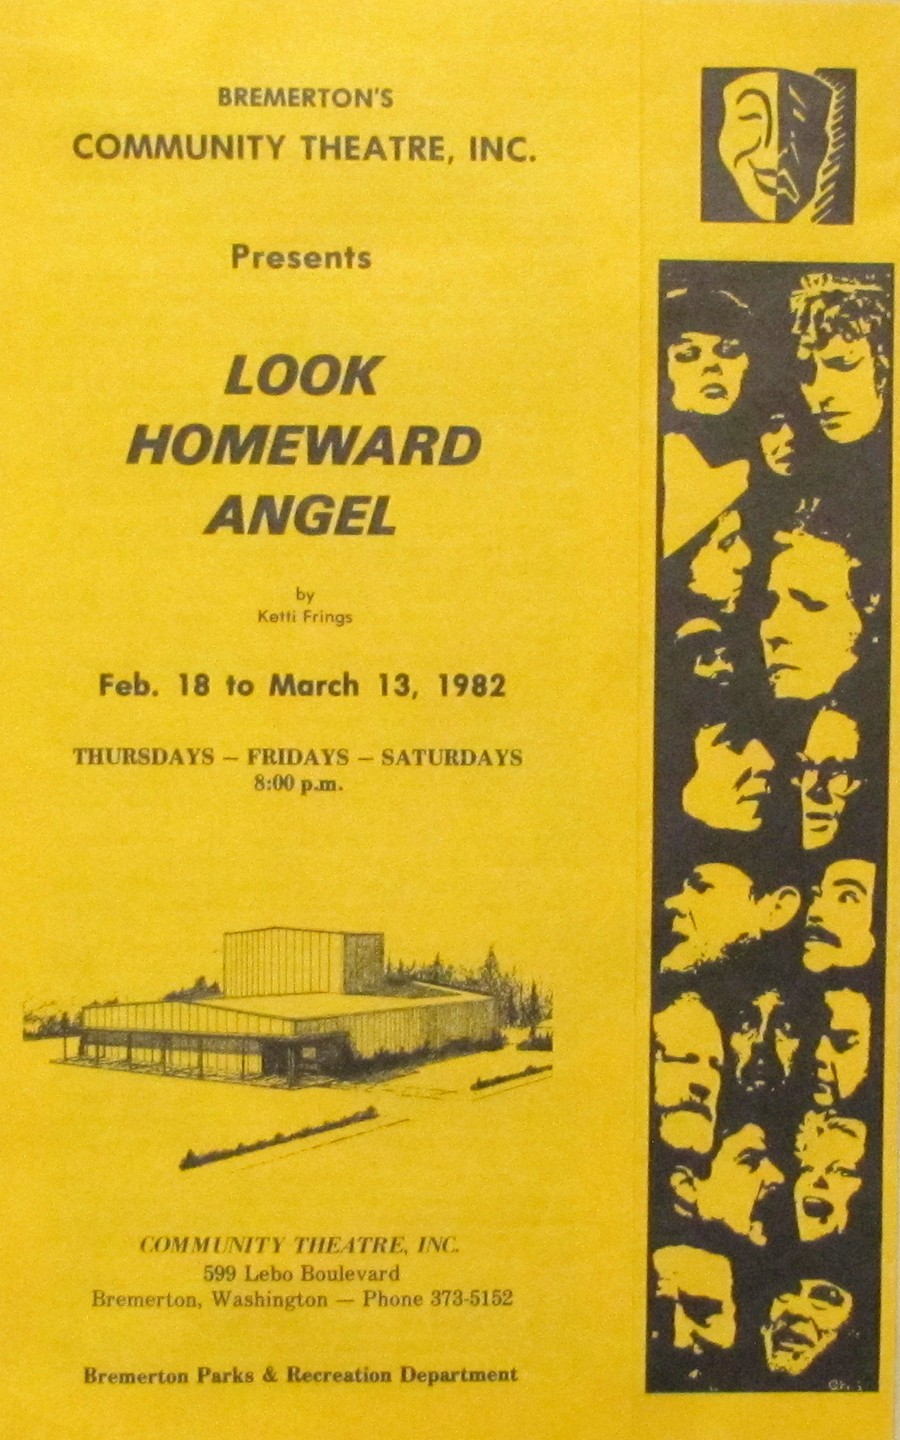 BREMERTON'S
COMMUNITY THEATRE, INC.
Presents
LOOK
HOMEWARD
ANGEL
by
Ketti Frings
Feb. 18 to March 13, 1982
THURSDAYS – FRIDAYS – SATURDAYS
8:00 p.m.
COMMUNITY THEATRE, INC.
599 Lebo Boulevard
Bremerton, Washington — Phone 373-5152
Bremerton Parks & Recreation Department